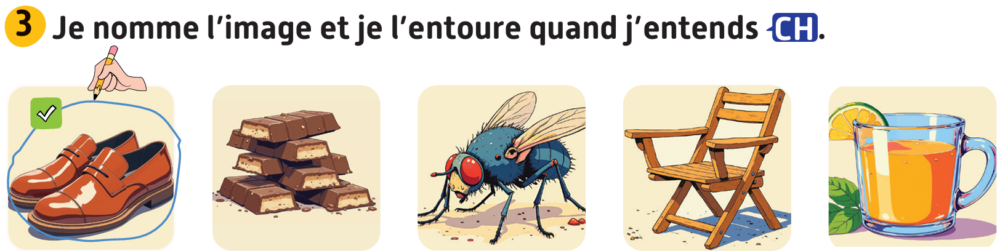 3 Je nomme l'image et je l'entoure quand j'entends CH.